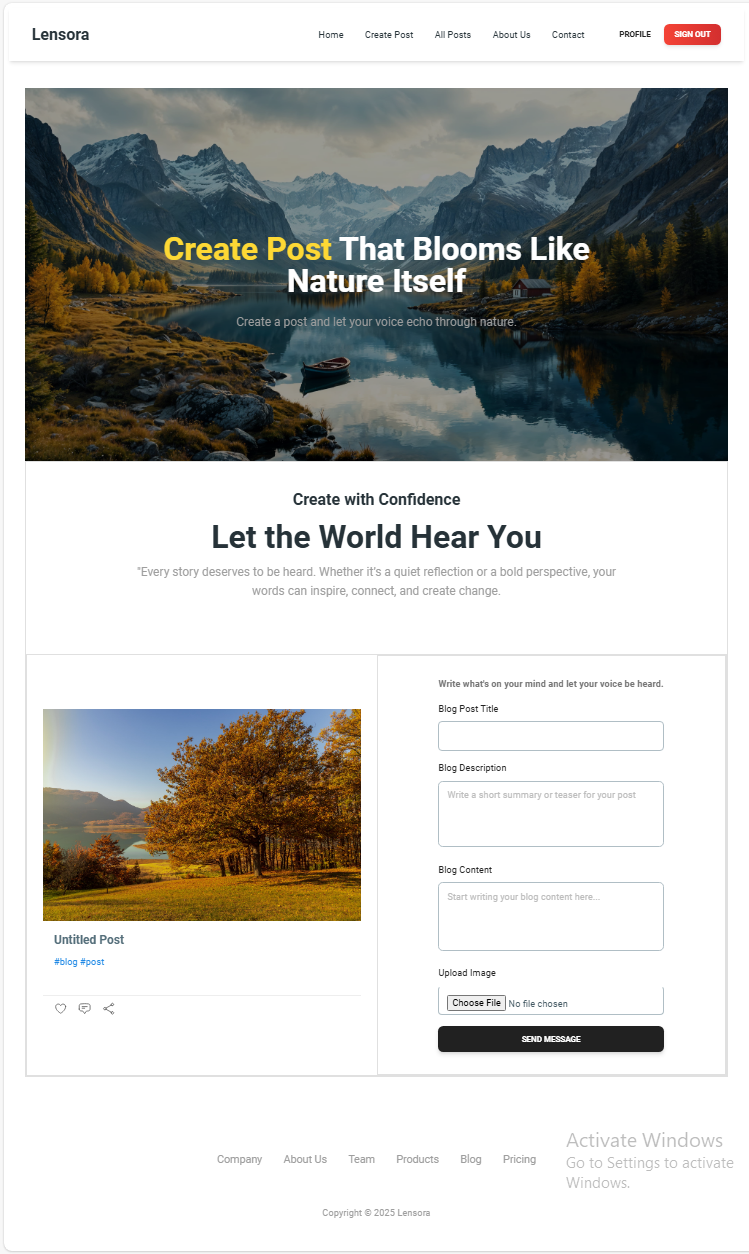 Lensora
Home Create Post All Posts About Us Contact PROFILE SIGN OUT
Create Post That Blooms Like
Nature Itself
Create a post and let your voice echo through nature.
Create with Confidence
Let the World Hear You
"Every story deserves to be heard. Whether it's a quiet reflection or a bold perspective, your
words can inspire, connect, and create change.
Untitled Post
#blog #post
Write what's on your mind and let your voice be heard.
Blog Post Title
Blog Description
Write a short summary or teaser for your post
Blog Content
Start writing your blog content here...
Upload Image
Choose File No file chosen
SEND MESSAGE
Company About Us Team Products Blog Pricing
Copyright © 2025 Lensora
Activate Windows
Go to Settings to activate
Windows.